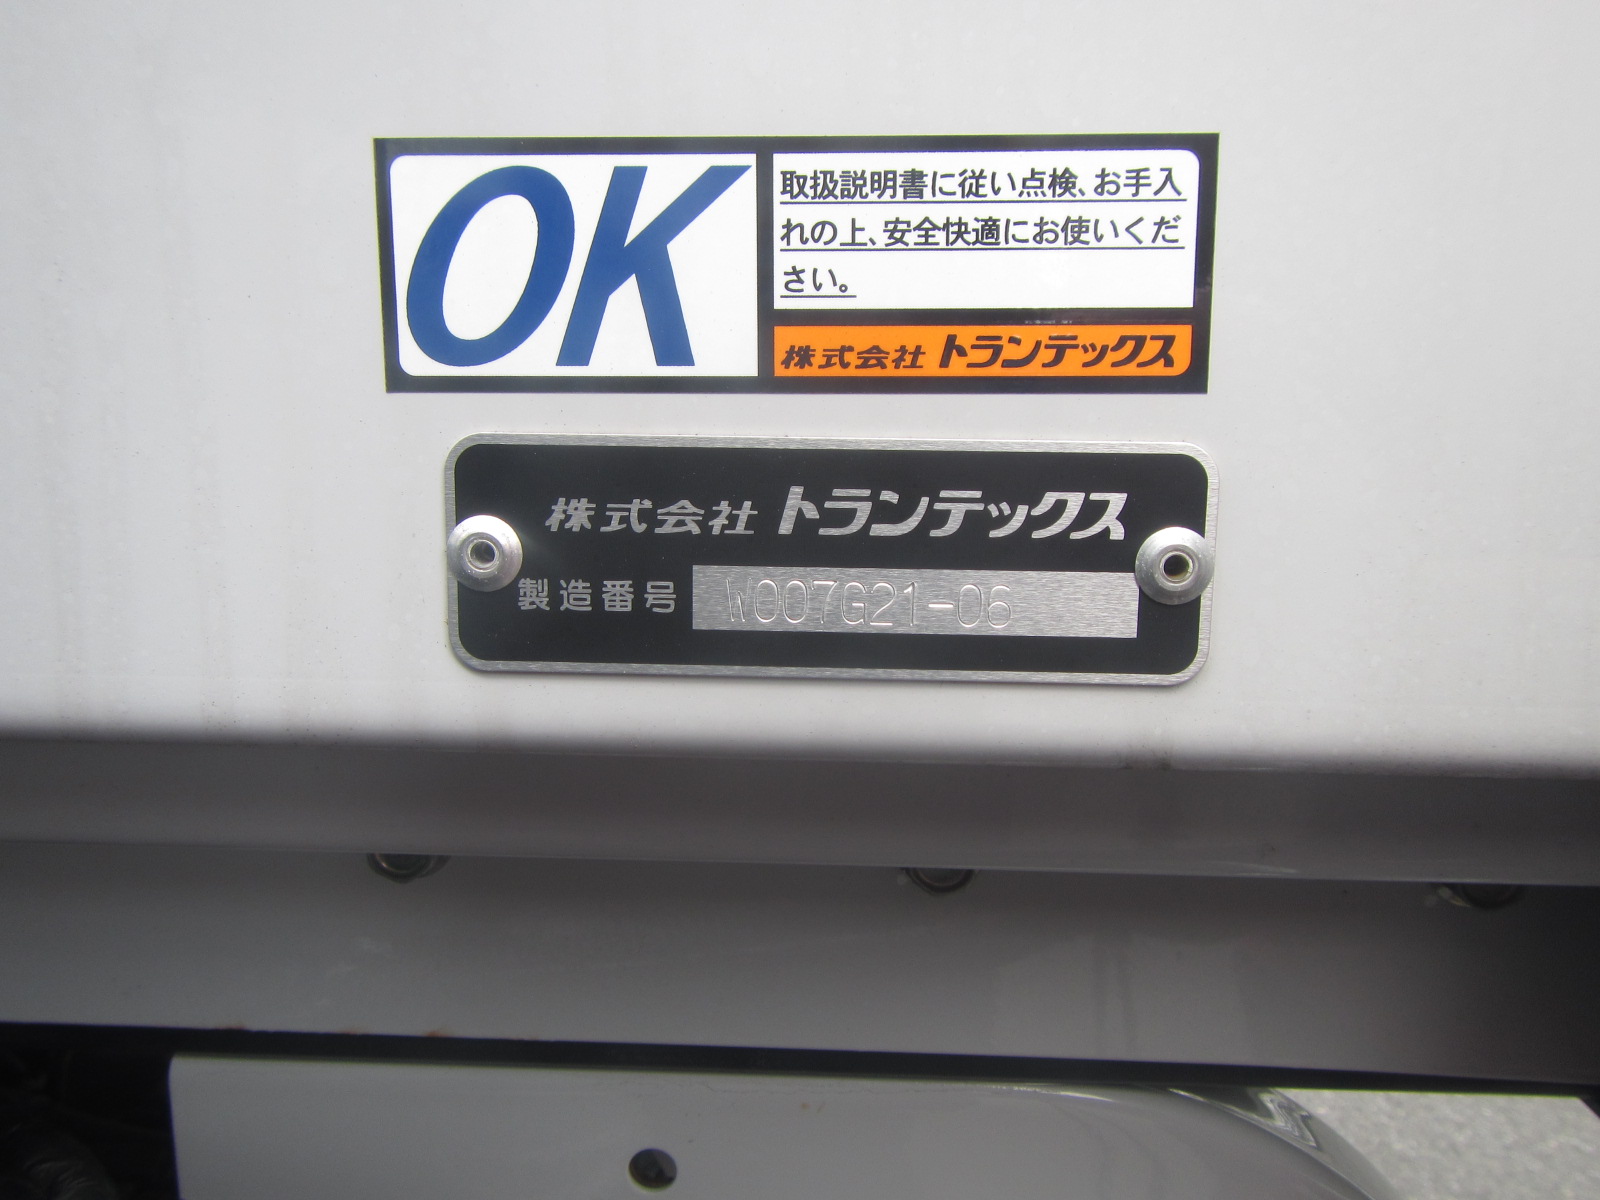 OK
取扱説明書に従い点検、お手入
れの上、安全快適にお使いくだ
さい。
株式会社 トランテックス
株式会社 トランテックス
製造番号 W007G21-06